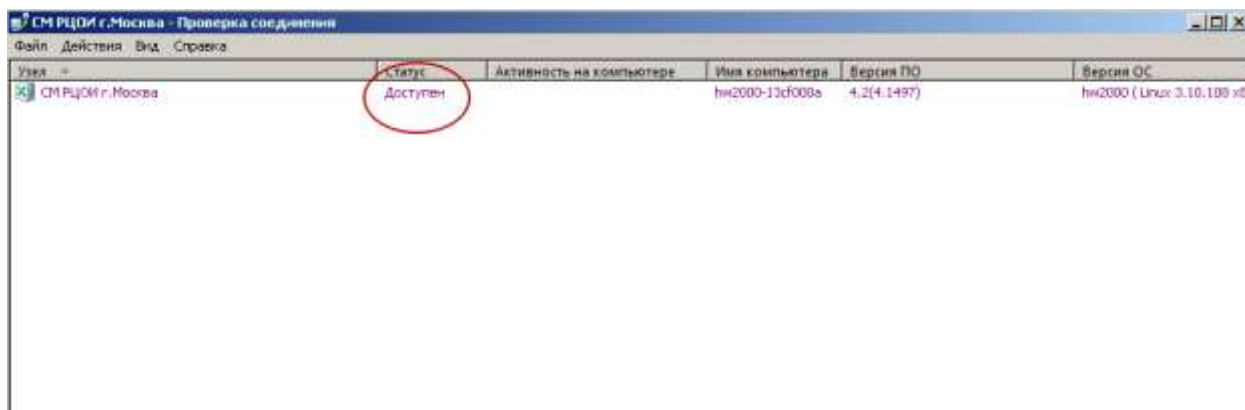 СМ РЦОИ г.Москва - Проверка соединения
Файл Действия Вид Справка
Узел Статус Активность на компьютере Имя компьютера Версия ПО Версия ОС
СМ РЦОИ г.Москва Доступен hw2000-13cf008a 4.2(4.1497) hw2000 ( Linux 3.10.108 x8